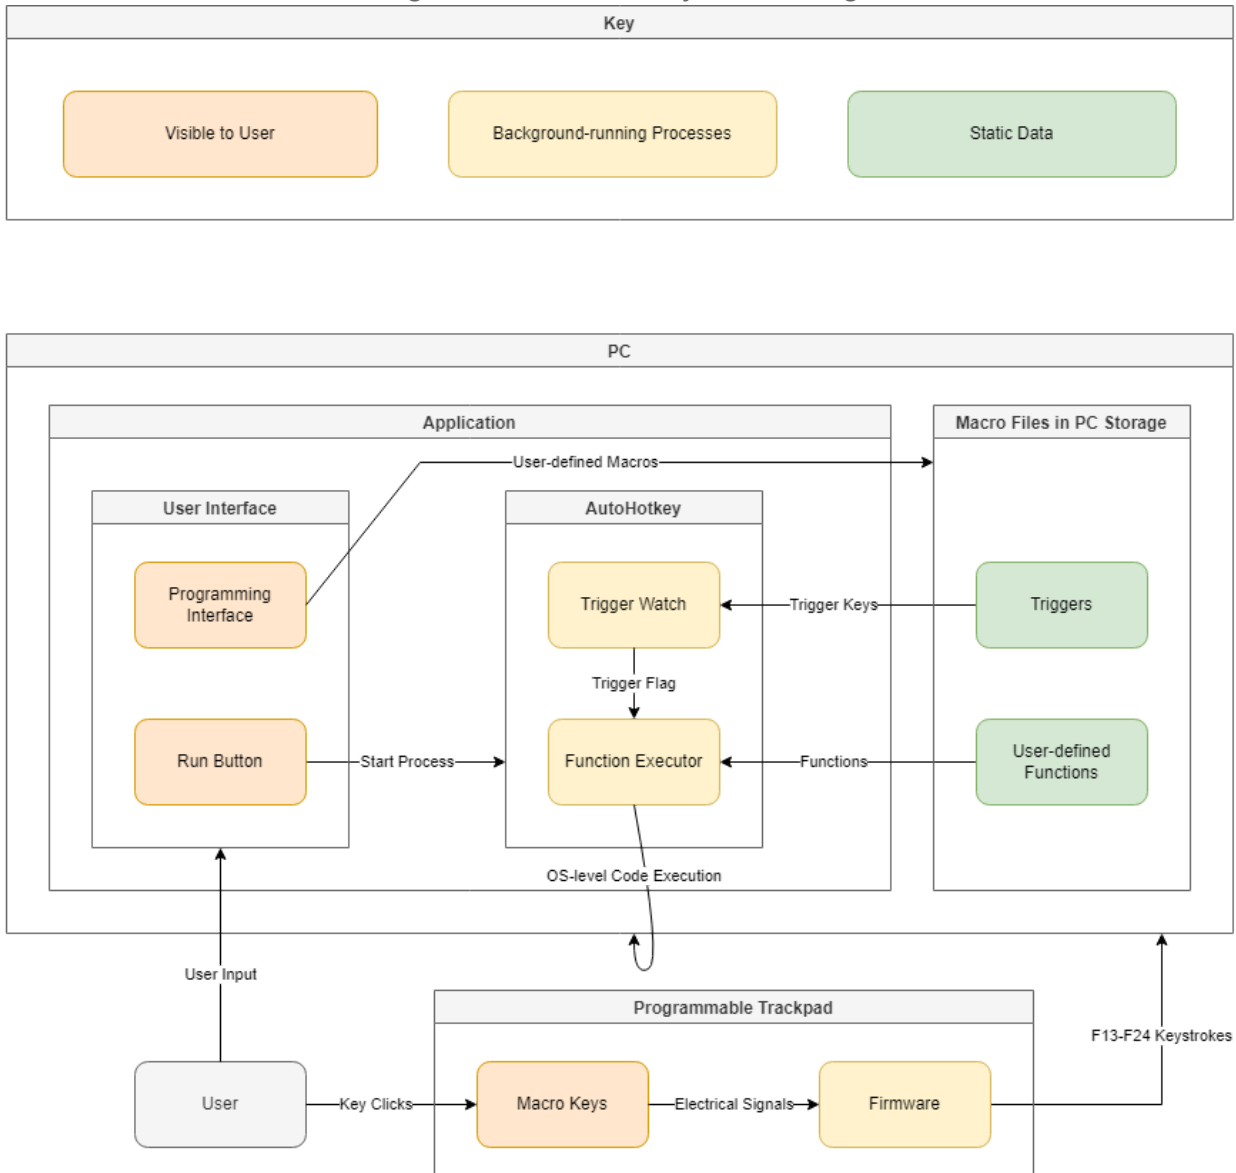 Key
Visible to User
Background-running Processes
Static Data
PC
Application
Macro Files in PC Storage
User-defined Macros
User Interface
AutoHotkey
Programming
Interface
Trigger Watch
Trigger Keys
Triggers
Trigger Flag
Run Button
Start Process
Function Executor
Functions
User-defined
Functions
OS-level Code Execution
User Input
Programmable Trackpad
F13-F24 Keystrokes
User
Key Clicks
Macro Keys
Electrical Signals
Firmware